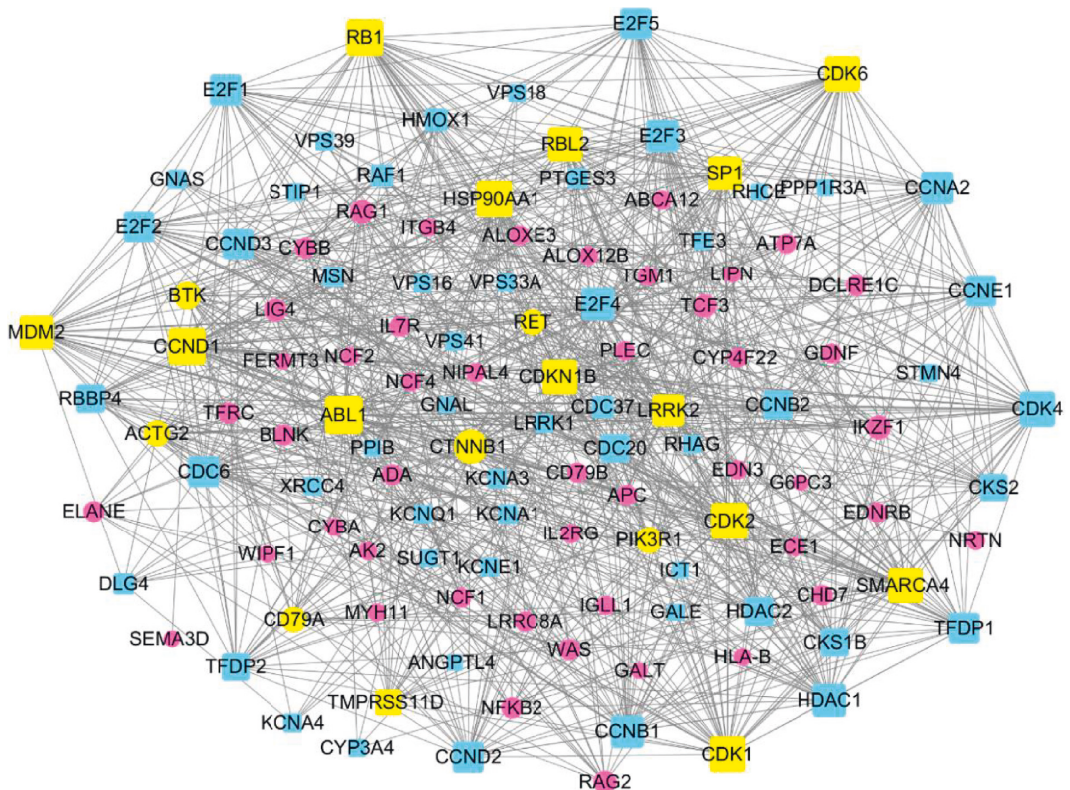 E2F5
RB1
CDK6
E2F1
VPS18
HMOX1
E2F3
VPS39
RBL2
SP1
GNAS
STIP1
RAF1
PTGES3
RHCE
PPP1R3A
CCNA2
HSP90AA1
ABCA12
RAG1
E2F2
ITGB4
ALOXE3
CCND3
CYBB
TFE3
ATP7A
ALOX12B
MSN
VPS16
VPS33A
TGM1
LIPN
DCLRE1C
CCNE1
BTK
LIG4
E2F4
TCF3
MDM2
IL7R
RET
CCND1
VPS41
PLEC
CYP4F22
GDNF
FERMT3
NCF2
NIPAL4
STMN4
NCF4
CDKN1B
RBBP4
GNAL
CDC37
LRRK2
CCNB2
CDK4
TFRC
ABL1
LRRK1
IKZF1
ACTG2
BLNK
PPIB
CTNNB1
CDC20
RHAG
CDC6
ADA
KCNA3
CD79B
EDN3
G6PC3
XRCC4
CKS2
APC
ELANE
KCNQ1
KCNA1
EDNRB
CYBA
CDK2
IL2RG
PIK3R1
NRTN
WIPF1
AK2
SUGT1
KCNE1
ECE1
ICT1
DLG4
SMARCA4
CHD7
NCF1
IGLL1
CD79A
MYH11
LRRC8A
GALE
HDAC2
TFDP1
SEMA3D
CKS1B
WAS
HLA-B
TFDP2
ANGPTL4
GALT
TMPRSS11D
HDAC1
NFKB2
KCNA4
CCNB1
CYP3A4
CCND2
CDK1
RAG2